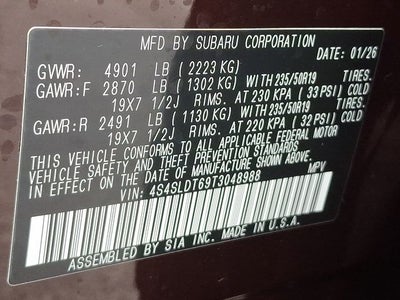 MFD BY SUBARU CORPORATION
DATE: 01/26
GVWR: 4901 LB (2223 KG)
GAWR:F 2870 LB (1302 KG) WITH 235/50R19 TIRES.
19X7 1/2J RIMS. AT 230 KPA (33 PSI) COLD
GAWR:R 2491 LB (1130 KG) WITH 235/50R19 TIRES.
19X7 1/2J RIMS. AT 220 KPA (32 PSI) COLD
THIS VEHICLE CONFORMS TO ALL APPLICABLE FEDERAL MOTOR
VEHICLE SAFETY AND THEFT PREVENTION STANDARDS IN
EFFECT ON THE DATE OF MANUFACTURE SHOWN ABOVE.
VIN: 4S4SLDT69T3048988 MPV
ASSEMBLED BY SIA INC. MADE IN U.S.A.